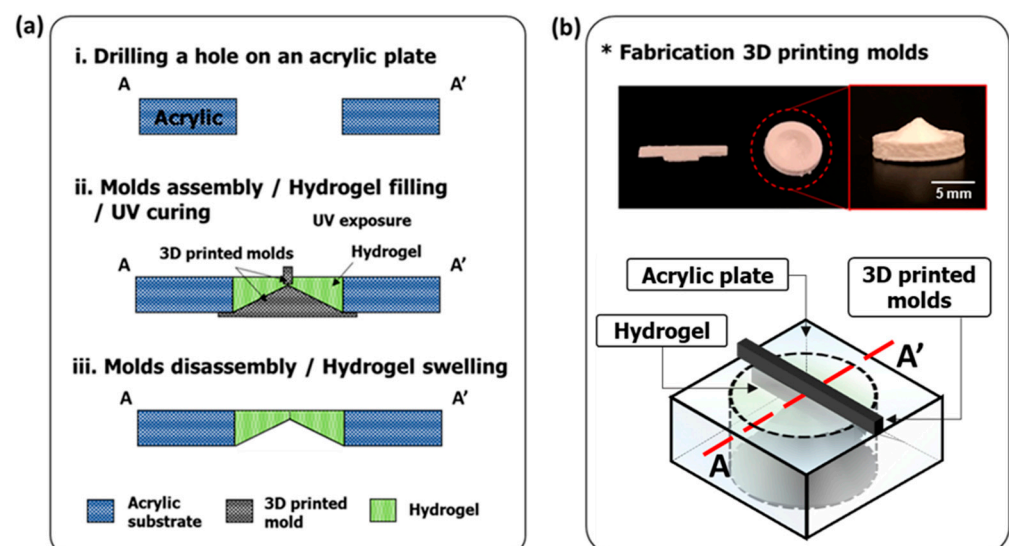 (a)
i. Drilling a hole on an acrylic plate
A A'
Acrylic
ii. Molds assembly / Hydrogel filling
/ UV curing
UV exposure
3D printed molds
Hydrogel
A A'
iii. Molds disassembly / Hydrogel swelling
A A'
Acrylic
substrate
3D printed
mold
Hydrogel
(b)
* Fabrication 3D printing molds
5 mm
Acrylic plate
3D printed
molds
Hydrogel
A'
A